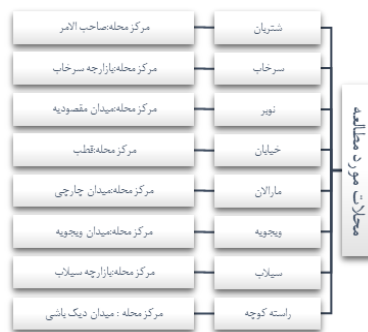 محلات مورد مطالعه
شتربان
مرکز محله:صاحب الامر
سرخاب
مرکز محله:بازارچه سرخاب
نوبر
مرکز محله:میدان مقصودیه
خیابان
مرکز محله:قطب
مارالان
مرکز محله:میدان چارچی
ویجویه
مرکز محله:میدان ویجویه
سیلاب
مرکز محله:بازارچه سیلاب
راسته کوچه
مرکز محله : میدان دیک باشی